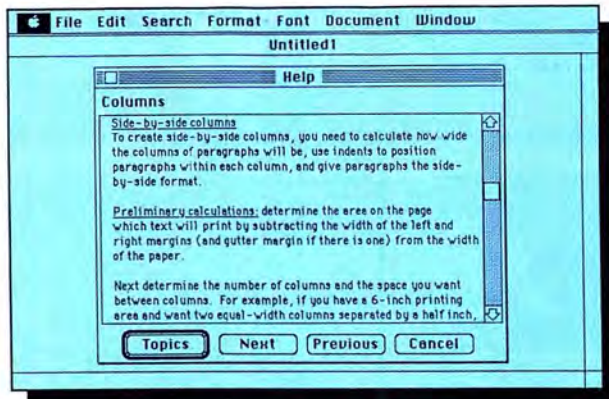 File Edit Search Format Font Document Window
Untitled1
Help
Columns
Side-by-side columns
To create side-by-side columns, you need to calculate how wide
the columns of paragraphs will be, use indents to position
paragraphs within each column, and give paragraphs the side-
by-side format.
Preliminary calculations: determine the area on the page
which text will print by subtracting the width of the left and
right margins (and gutter margin if there is one) from the width
of the paper.
Next determine the number of columns and the space you want
between columns. For example, if you have a 6-inch printing
area and want two equal-width columns separated by a half inch,
Topics Next Previous Cancel